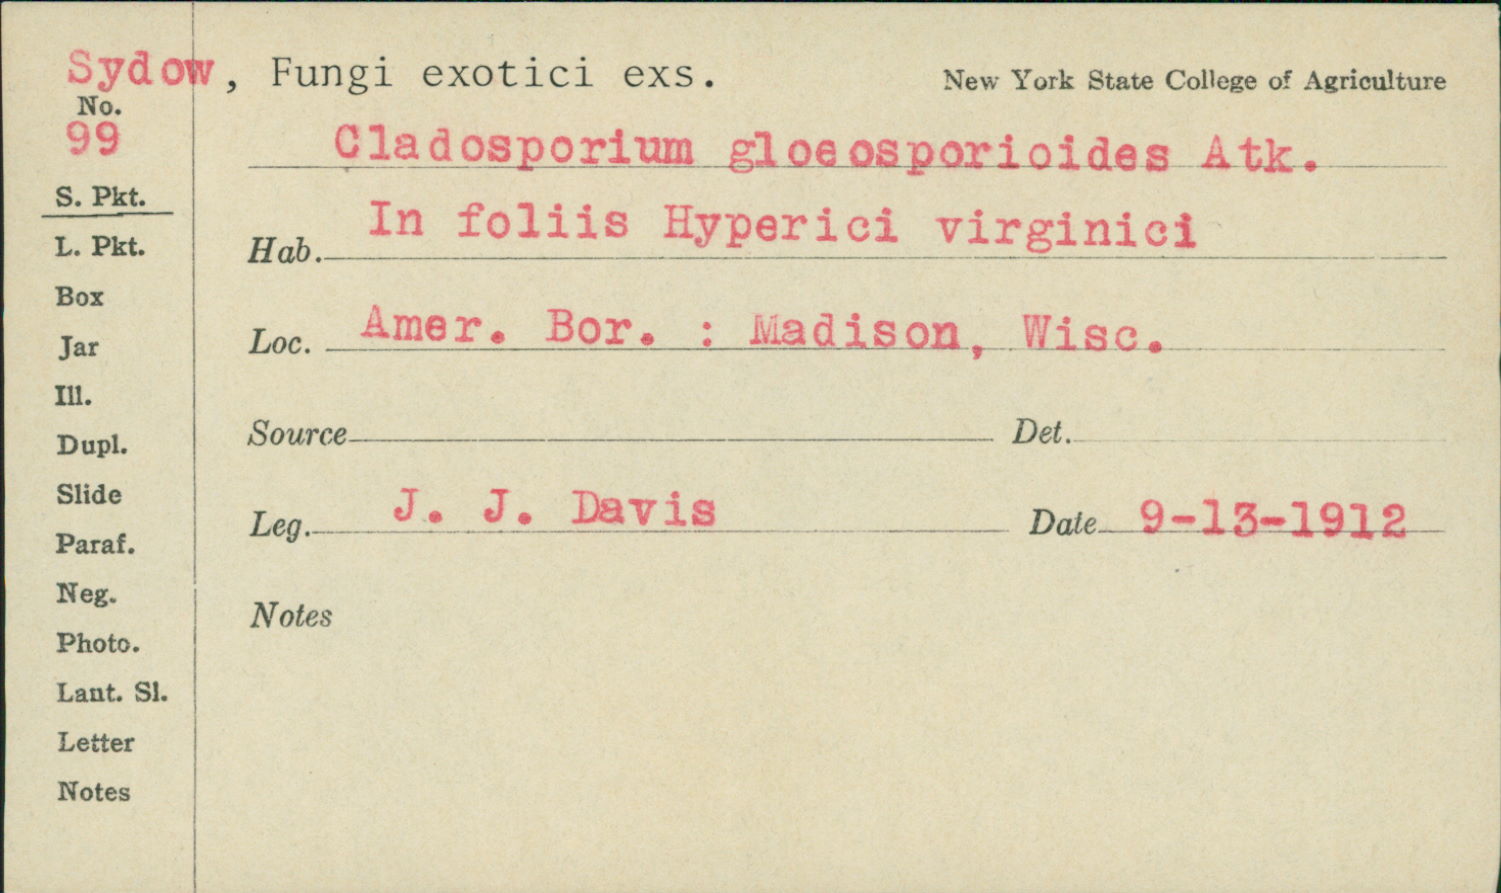 Sydow, Fungi exotici exs.
New York State College of Agriculture
No.
99
Cladosporium gloeosporioides Atk.
S. Pkt.
Hab. In foliis Hyperici virginici
L. Pkt.
Box
Loc. Amer. Bor. : Madison, Wisc.
Jar
Ill.
Source Det.
Dupl.
Slide
Leg. J. J. Davis Date 9-13-1912
Paraf.
Neg.
Notes
Photo.
Lant. Sl.
Letter
Notes